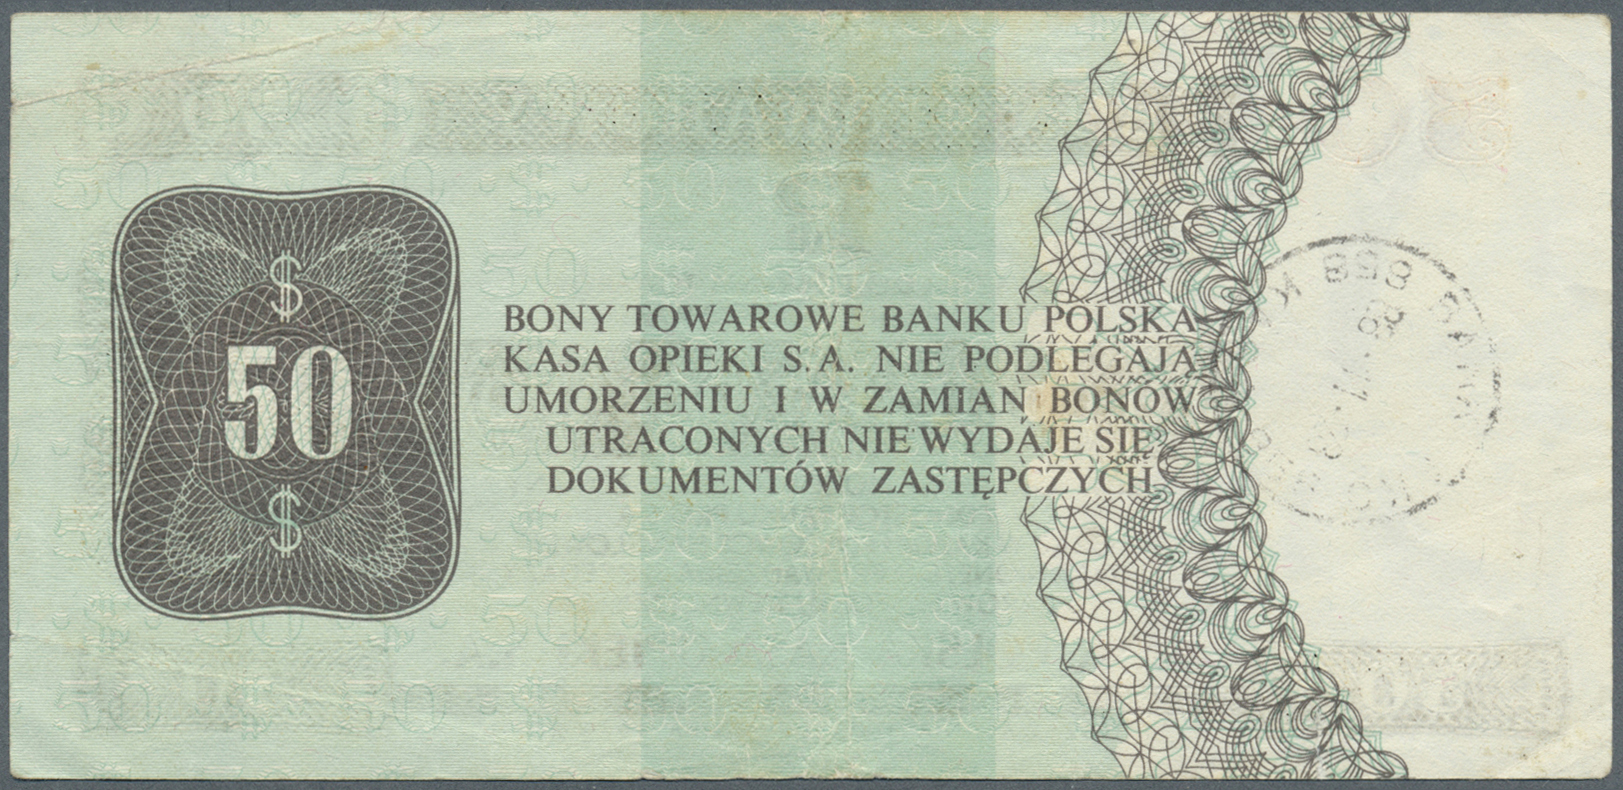 $
50
$
BONY TOWAROWE BANKU POLSKA
KASA OPIEKI S.A. NIE PODLEGAJĄ
UMORZENIU I W ZAMIAN BONÓW
UTRACONYCH NIE WYDAJE SIĘ
DOKUMENTÓW ZASTĘPCZYCH